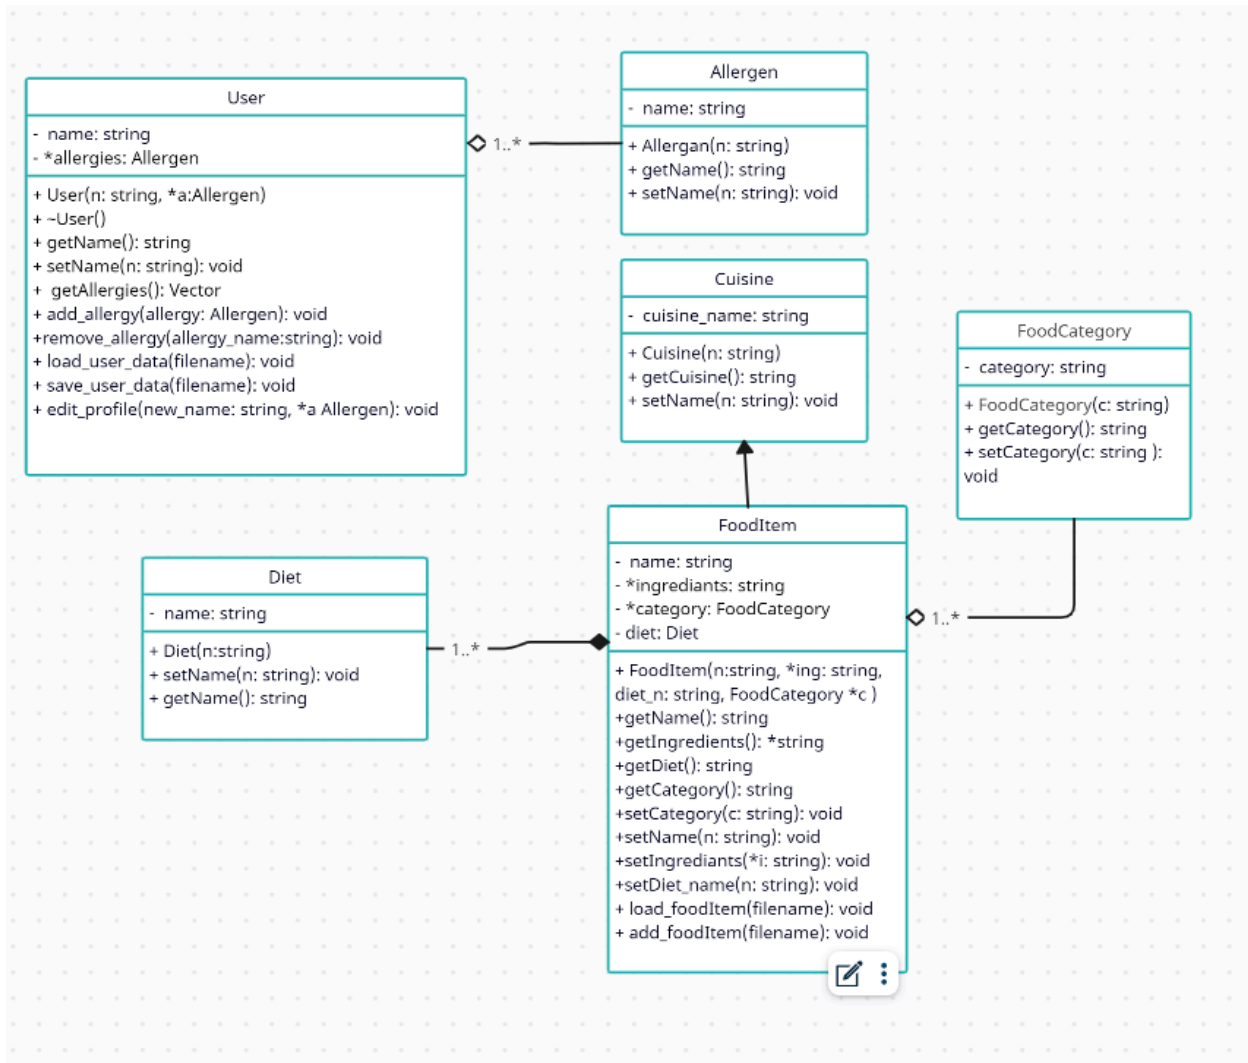 User
- name: string
- *allergies: Allergen
+ User(n: string, *a:Allergen)
+ ~User()
+ getName(): string
+ setName(n: string): void
+ getAllergies(): Vector
+ add_allergy(allergy: Allergen): void
+remove_allergy(allergy_name:string): void
+ load_user_data(filename): void
+ save_user_data(filename): void
+ edit_profile(new_name: string, *a Allergen): void
1..*
Allergen
- name: string
+ Allergan(n: string)
+ getName(): string
+ setName(n: string): void
Cuisine
- cuisine_name: string
+ Cuisine(n: string)
+ getCuisine(): string
+ setName(n: string): void
FoodCategory
- category: string
+ FoodCategory(c: string)
+ getCategory(): string
+ setCategory(c: string ):
void
Diet
- name: string
+ Diet(n:string)
+ setName(n: string): void
+ getName(): string
1..*
FoodItem
- name: string
- *ingrediants: string
- *category: FoodCategory
- diet: Diet
+ FoodItem(n:string, *ing: string,
diet_n: string, FoodCategory *c )
+getName(): string
+getIngredients(): *string
+getDiet(): string
+getCategory(): string
+setCategory(c: string): void
+setName(n: string): void
+setIngrediants(*i: string): void
+setDiet_name(n: string): void
+ load_foodItem(filename): void
+ add_foodItem(filename): void
1..*